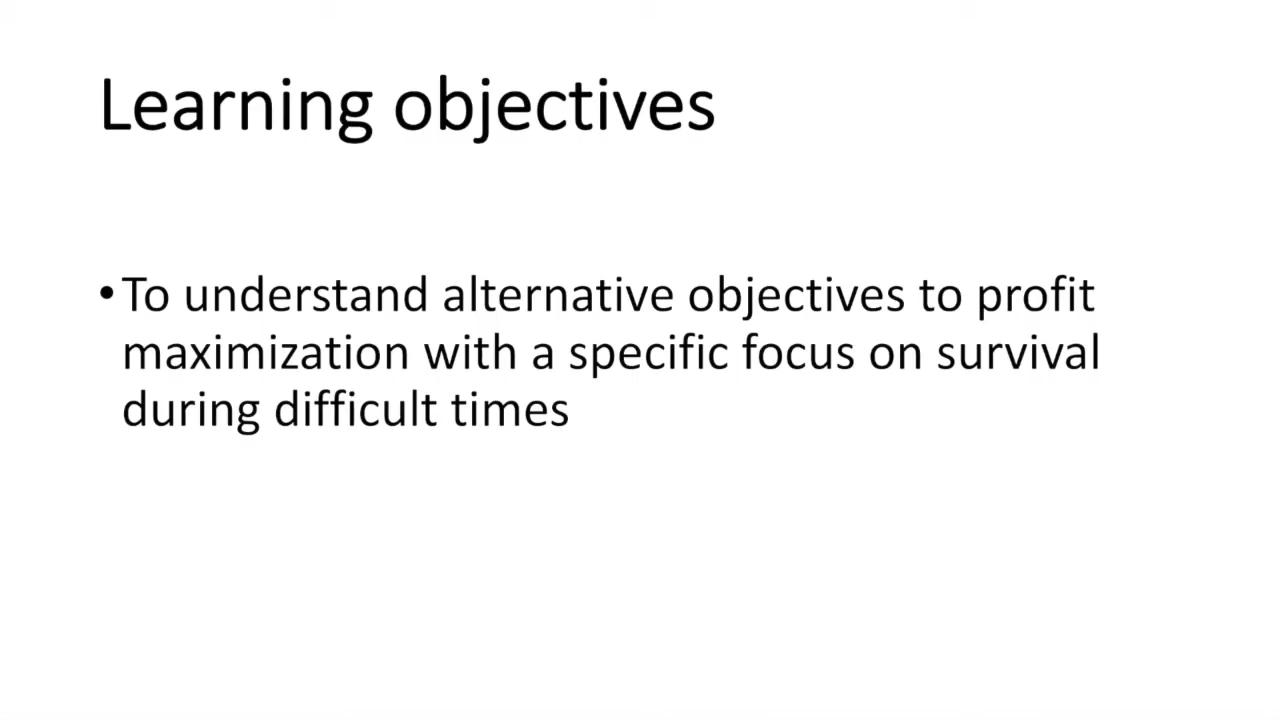 Learning objectives
• To understand alternative objectives to profit
maximization with a specific focus on survival
during difficult times